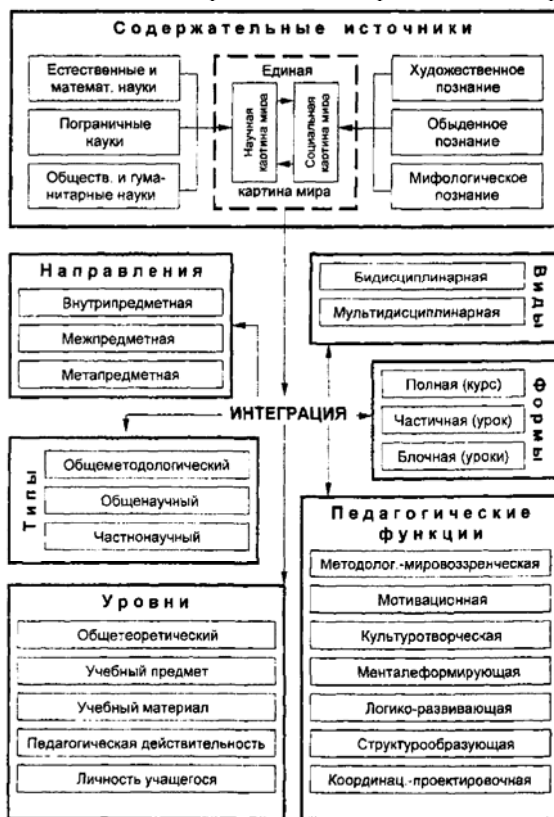 Содержательные источники
Естественные и
математ. науки
Пограничные
науки
Обществ. и гума-
нитарные науки
Единая
Научная
картина мира
Социальная
картина мира
картина мира
Художественное
познание
Обыденное
познание
Мифологическое
познание
Направления
Внутрипредметная
Межпредметная
Метапредметная
Виды
Бидисциплинарная
Мультидисциплинарная
Формы
Полная (курс)
Частичная (урок)
Блочная (уроки)
ИНТЕГРАЦИЯ
Типы
Общеметодологический
Общенаучный
Частнонаучный
Педагогические
функции
Методолог.-мировоззренческая
Мотивационная
Культуротворческая
Менталеформирующая
Логико-развивающая
Структурообразующая
Координац.-проектировочная
Уровни
Общетеоретический
Учебный предмет
Учебный материал
Педагогическая действительность
Личность учащегося